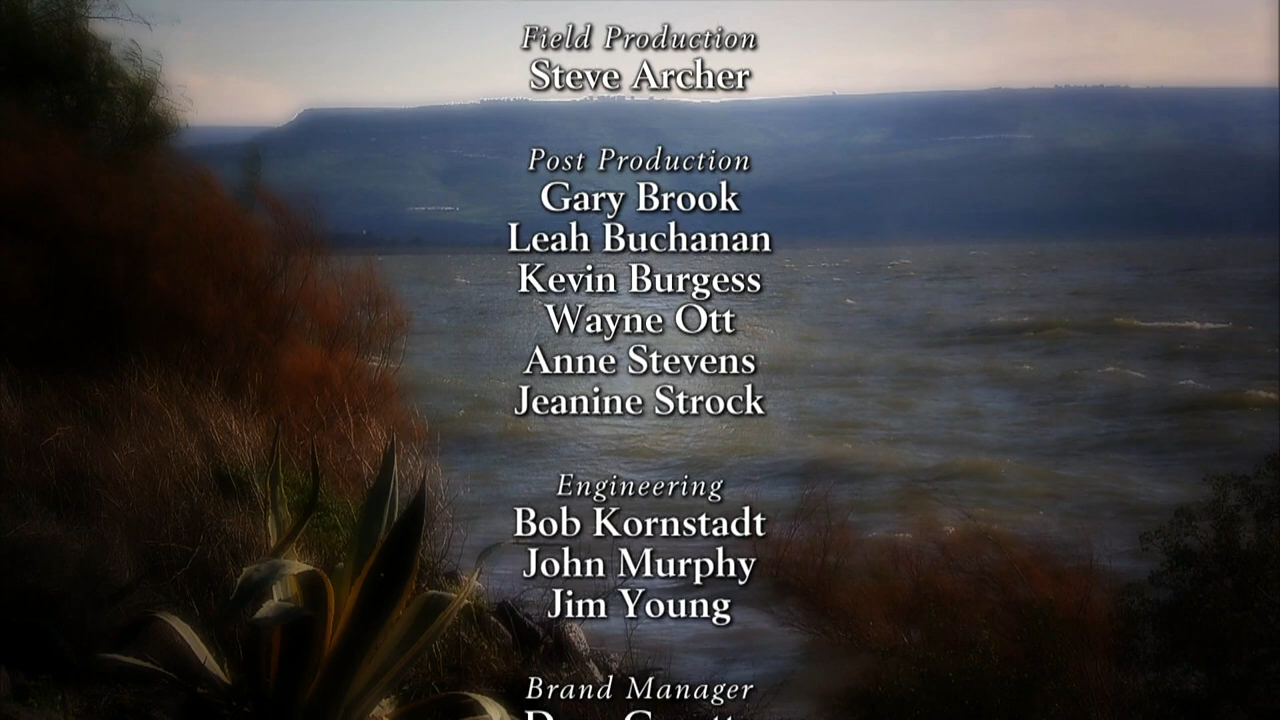 Field Production
Steve Archer
Post Production
Gary Brook
Leah Buchanan
Kevin Burgess
Wayne Ott
Anne Stevens
Jeanine Strock
Engineering
Bob Kornstadt
John Murphy
Jim Young
Brand Manager